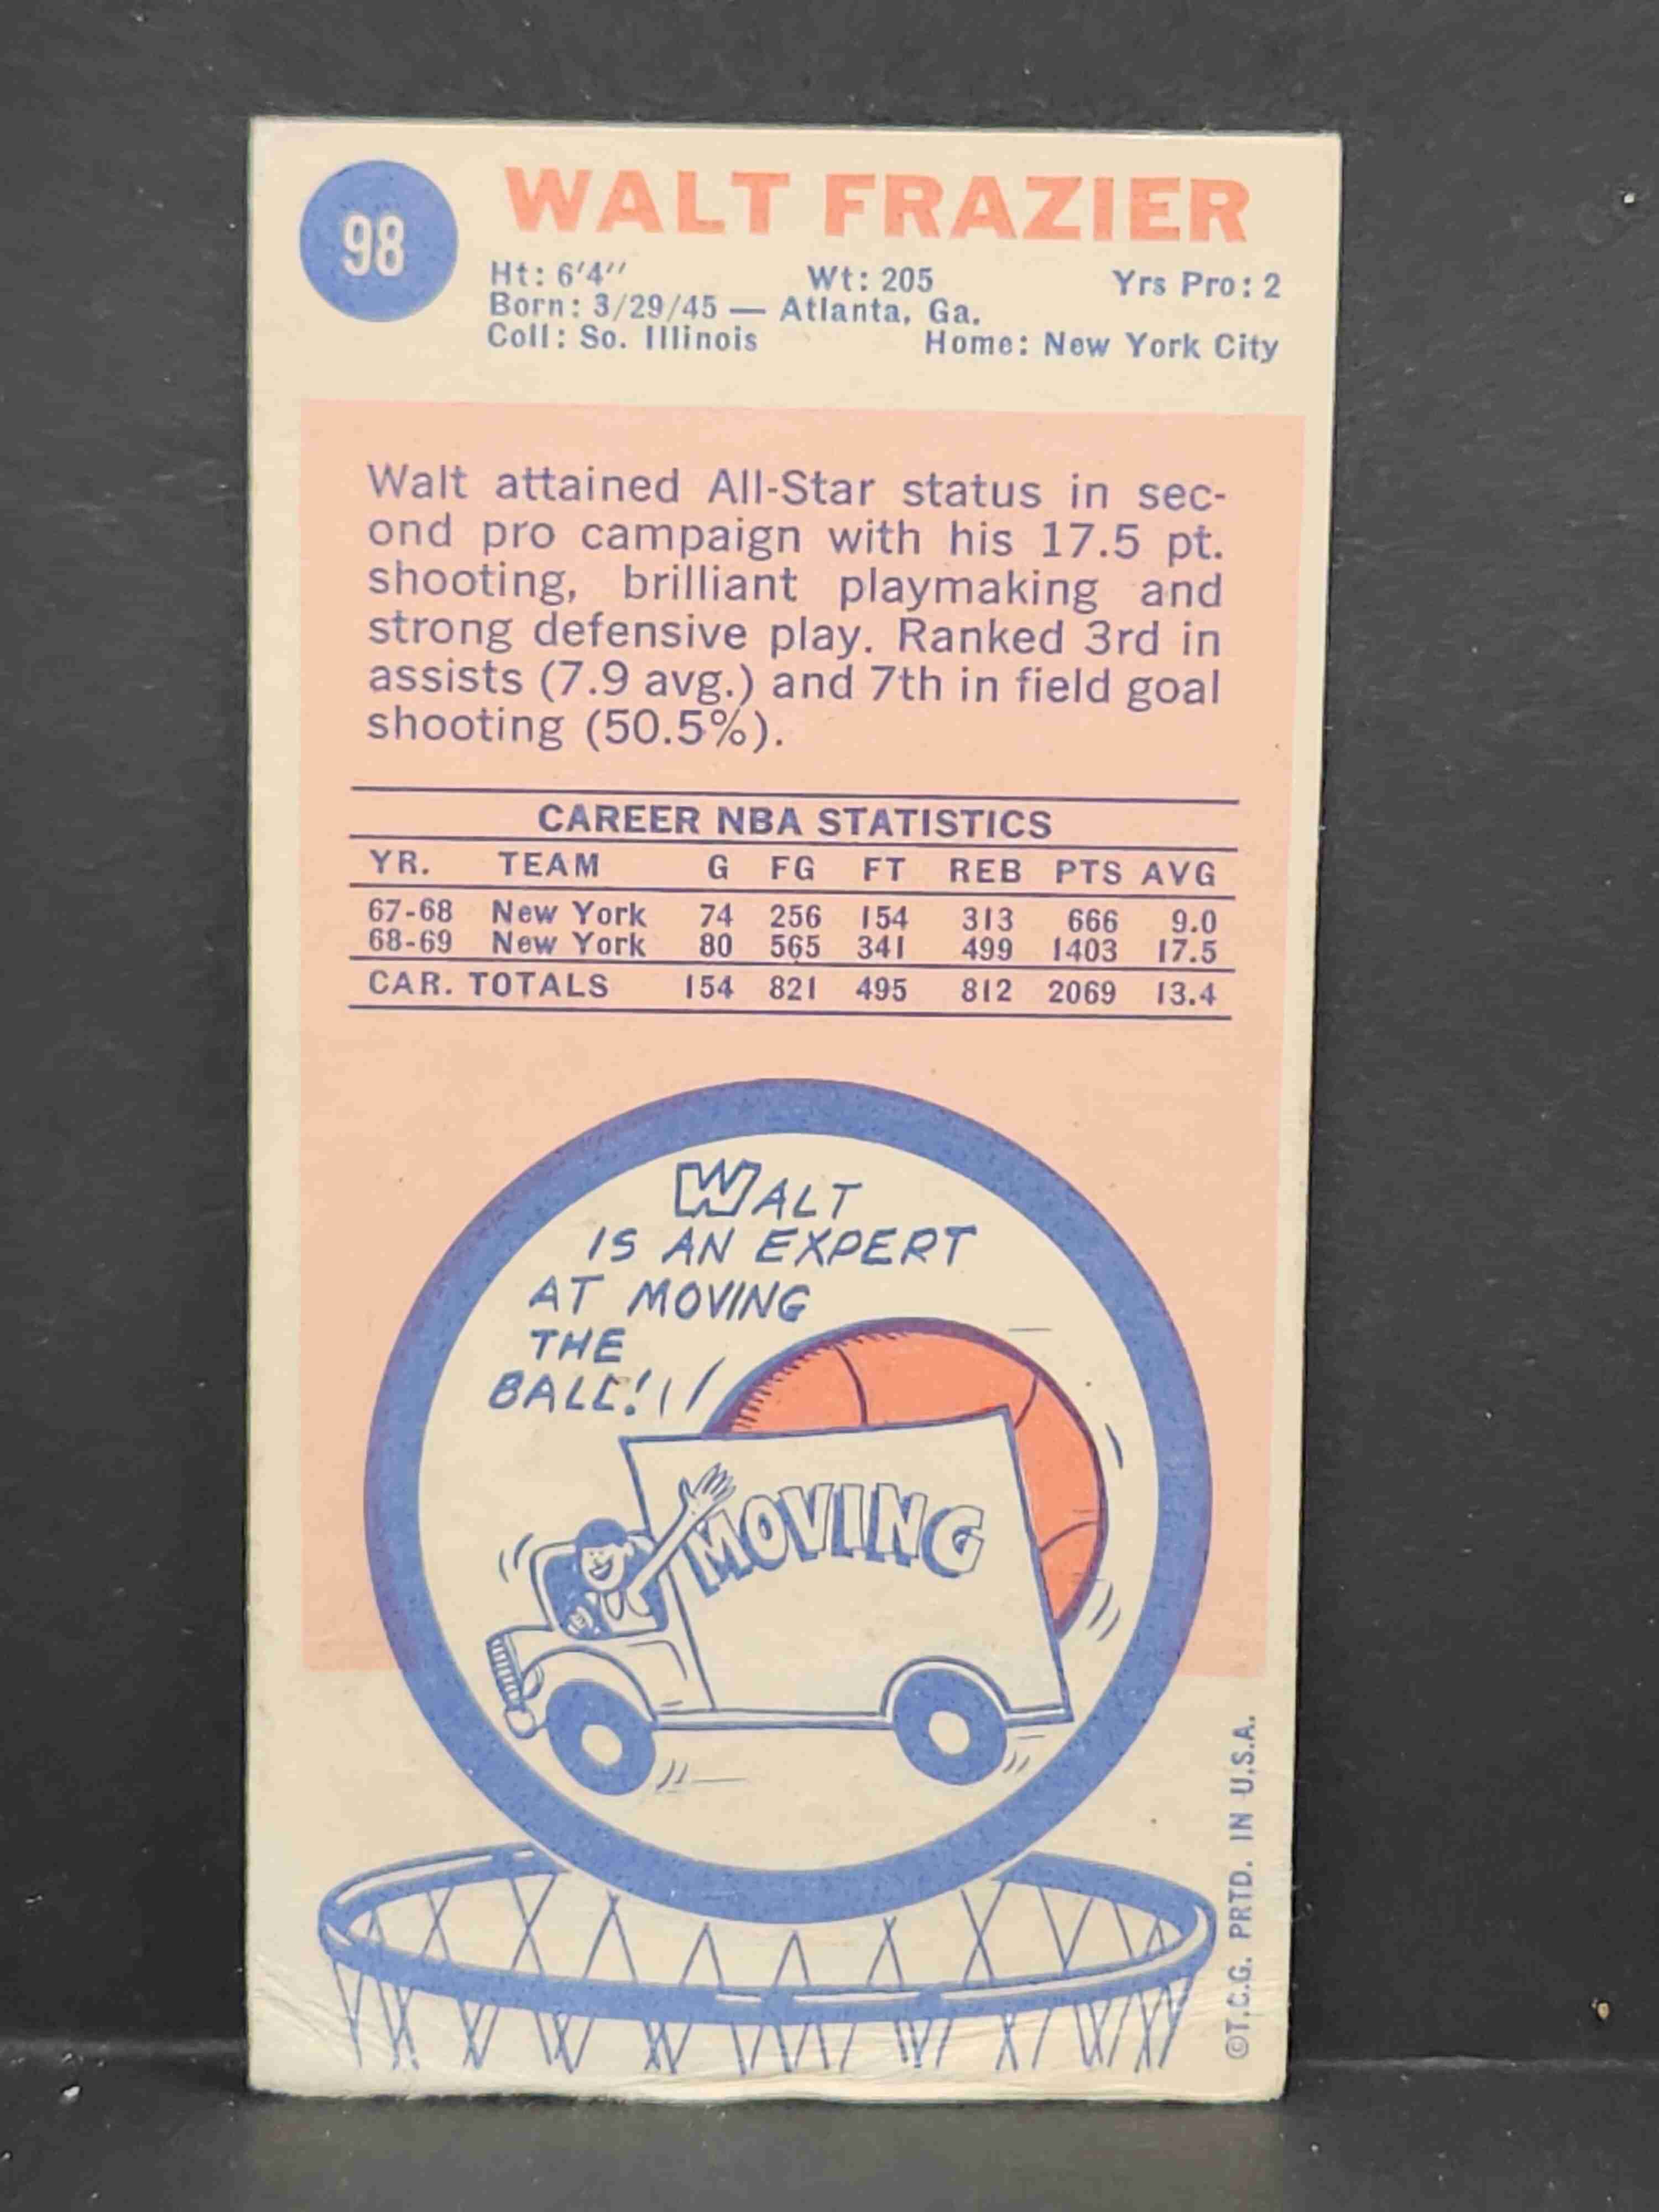 98
WALT FRAZIER
Ht: 6'4" Wt: 205 Yrs Pro: 2
Born: 3/29/45 — Atlanta, Ga.
Coll: So. Illinois Home: New York City
Walt attained All-Star status in sec-
ond pro campaign with his 17.5 pt.
shooting, brilliant playmaking and
strong defensive play. Ranked 3rd in
assists (7.9 avg.) and 7th in field goal
shooting (50.5%).
CAREER NBA STATISTICS
YR. TEAM G FG FT REB PTS AVG
67-68 New York 74 256 154 313 666 9.0
68-69 New York 80 565 341 499 1403 17.5
CAR. TOTALS 154 821 495 812 2069 13.4
WALT
IS AN EXPERT
AT MOVING
THE
BALL!
MOVING
©T.C.G. PRTD. IN U.S.A.